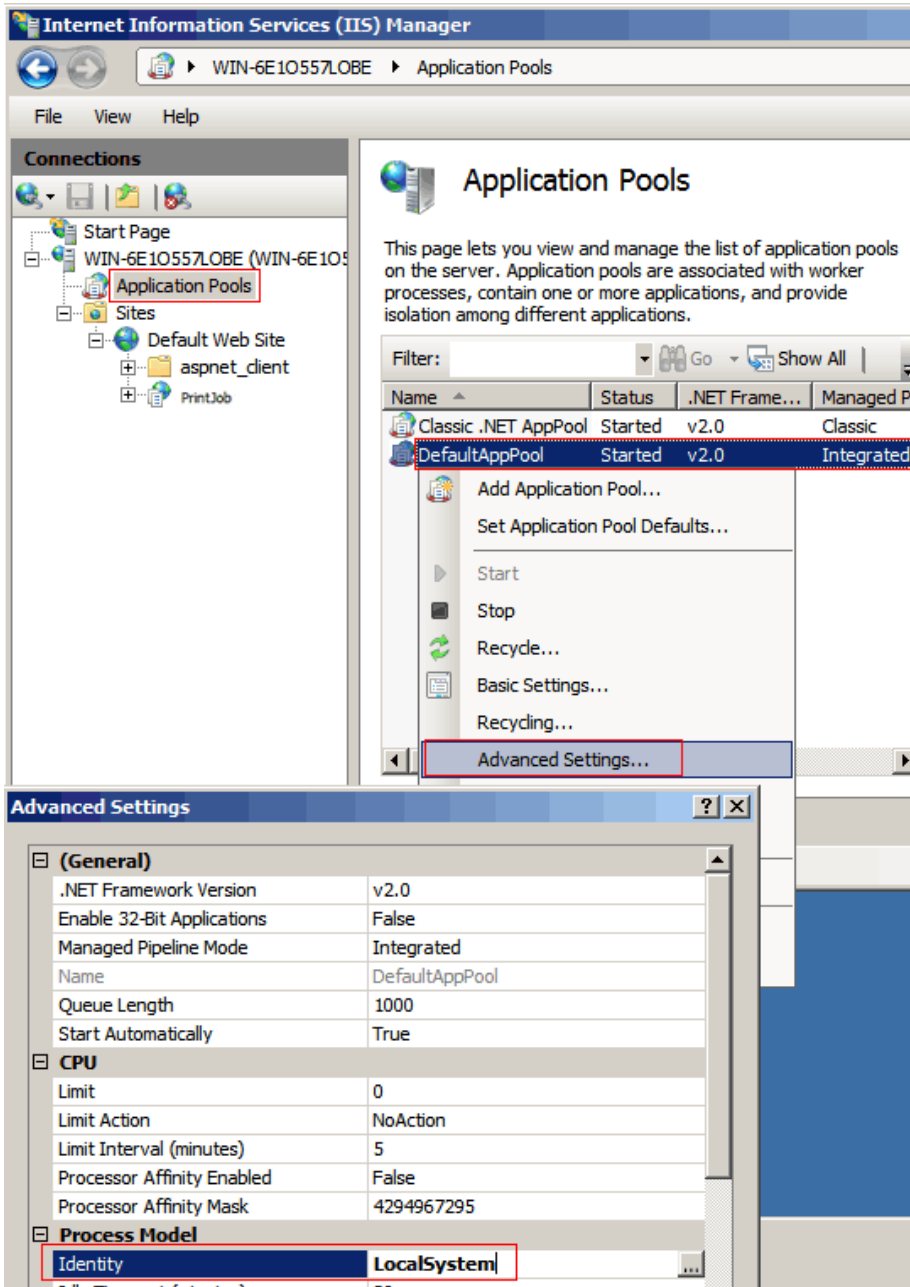 Internet Information Services (IIS) Manager
WIN-6E1O557LOBE Application Pools
File View Help
Connections
Start Page
WIN-6E1O557LOBE (WIN-6E1O5
Application Pools
Sites
Default Web Site
aspnet_client
PrintJob
Application Pools
This page lets you view and manage the list of application pools
on the server. Application pools are associated with worker
processes, contain one or more applications, and provide
isolation among different applications.
Filter: Go Show All
Name Status .NET Frame... Managed P
Classic .NET AppPool Started v2.0 Classic
DefaultAppPool Started v2.0 Integrated
Add Application Pool...
Set Application Pool Defaults...
Start
Stop
Recycle...
Basic Settings...
Recycling...
Advanced Settings...
Advanced Settings
(General)
.NET Framework Version v2.0
Enable 32-Bit Applications False
Managed Pipeline Mode Integrated
Name DefaultAppPool
Queue Length 1000
Start Automatically True
CPU
Limit 0
Limit Action NoAction
Limit Interval (minutes) 5
Processor Affinity Enabled False
Processor Affinity Mask 4294967295
Process Model
Identity LocalSystem ...